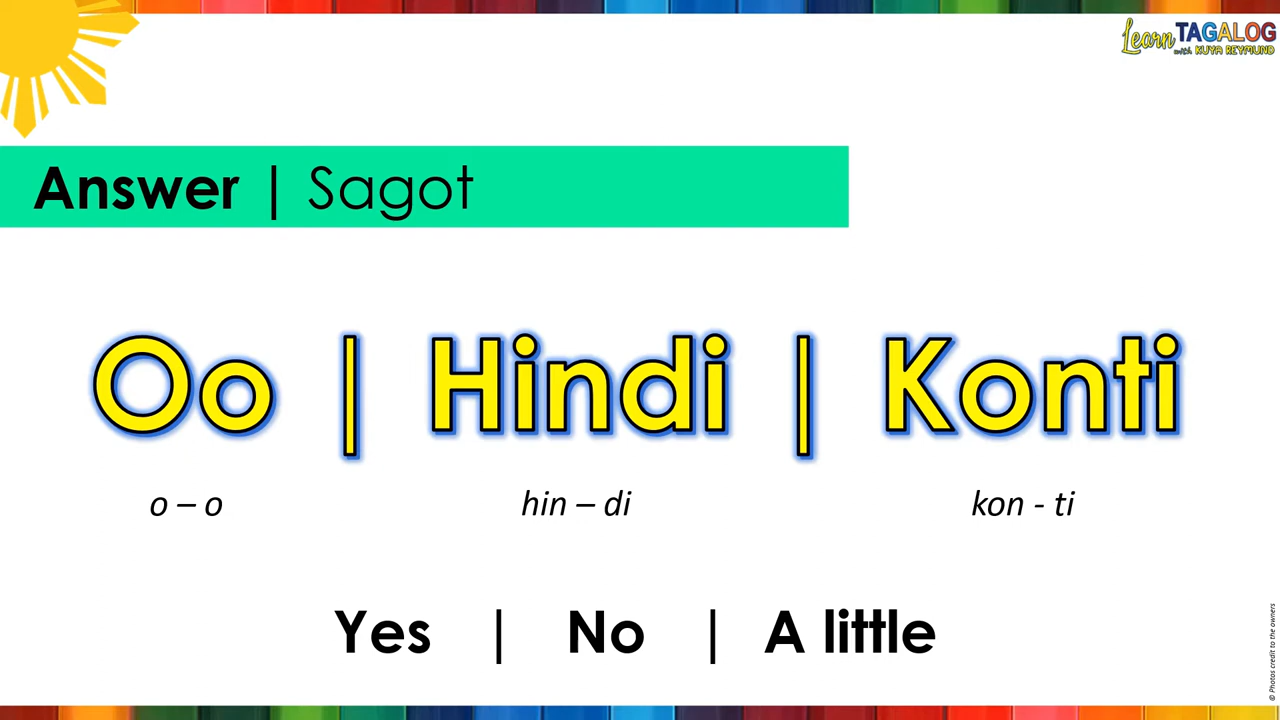 Learn TAGALOG
with KUYA REYMUND
Answer | Sagot
Oo | Hindi | Konti
o – o hin – di kon - ti
Yes | No | A little
© Photos credit to the owners